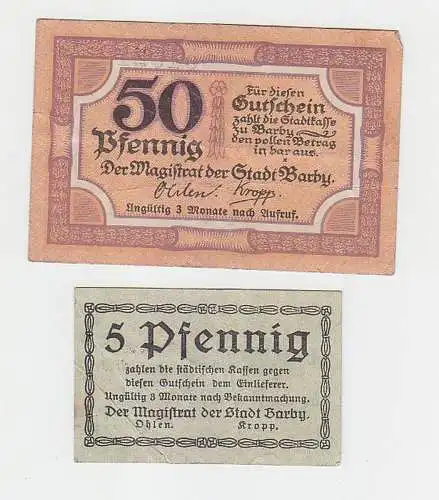 50
Pfennig
Für diesen
Gutschein
zahlt die Stadtkasse
zu Barby
den vollen Betrag
in bar aus.
Der Magistrat der Stadt Barby.
Ohlen. Kropp.
Ungültig 3 Monate nach Aufruf.
5 Pfennig
zahlen die städtischen Kassen gegen
diesen Gutschein dem Einlieferer.
Ungültig 3 Monate nach Bekanntmachung.
Der Magistrat der Stadt Barby.
Ohlen. Kropp.